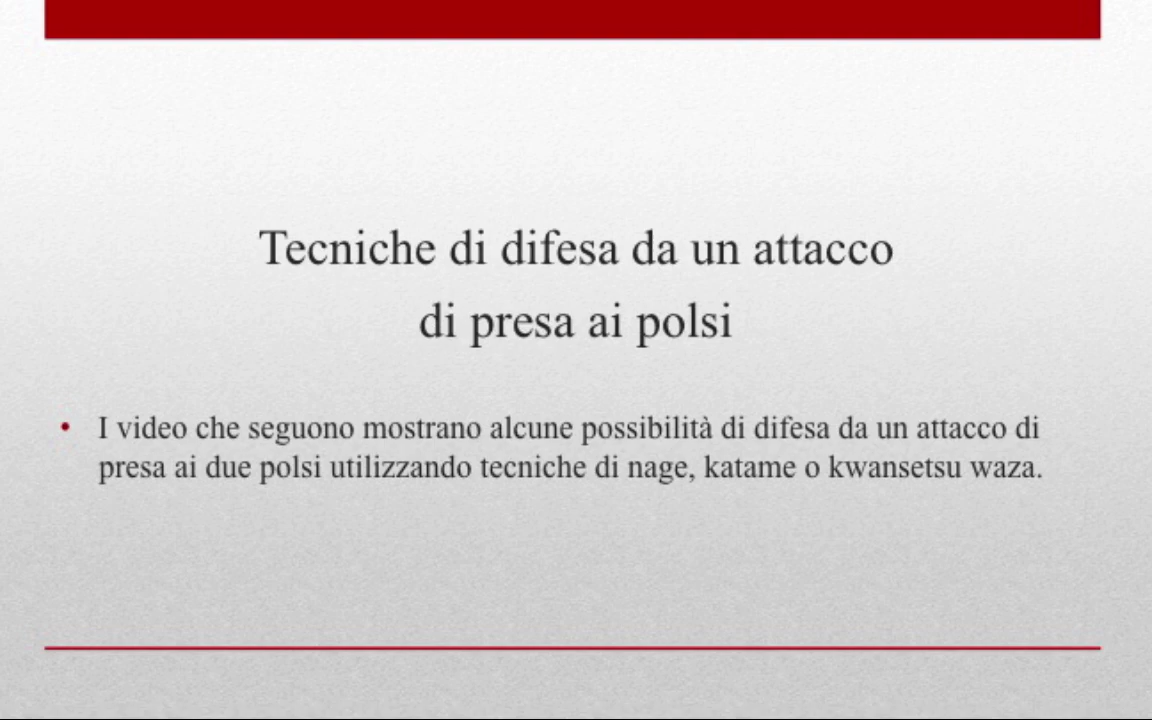 Tecniche di difesa da un attacco
di presa ai polsi
• I video che seguono mostrano alcune possibilità di difesa da un attacco di
presa ai due polsi utilizzando tecniche di nage, katame o kwansetsu waza.